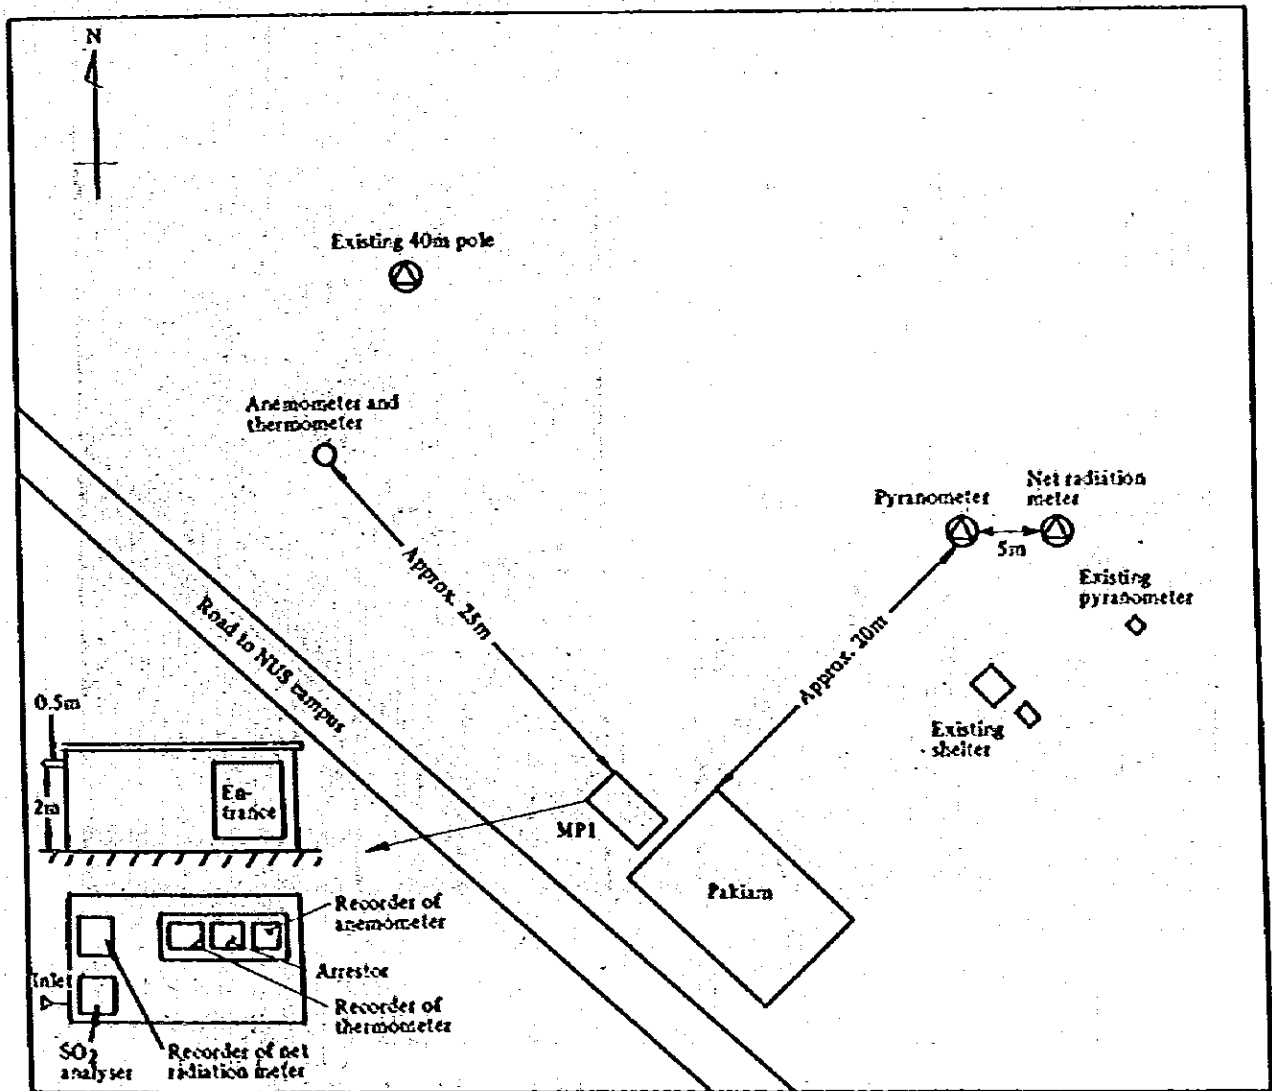 N
Existing 40m pole
Anemometer and
thermometer
Pyranometer
Net radiation
meter
5m
Existing
pyranometer
Approx. 25m
Approx. 20m
Road to NUS campus
Existing
shelter
0.5m
2m
En-
trance
MP1
Pakiam
Recorder of
anemometer
Arrestor
Inlet
Recorder of
thermometer
SO2
analyser
Recorder of net
radiation meter